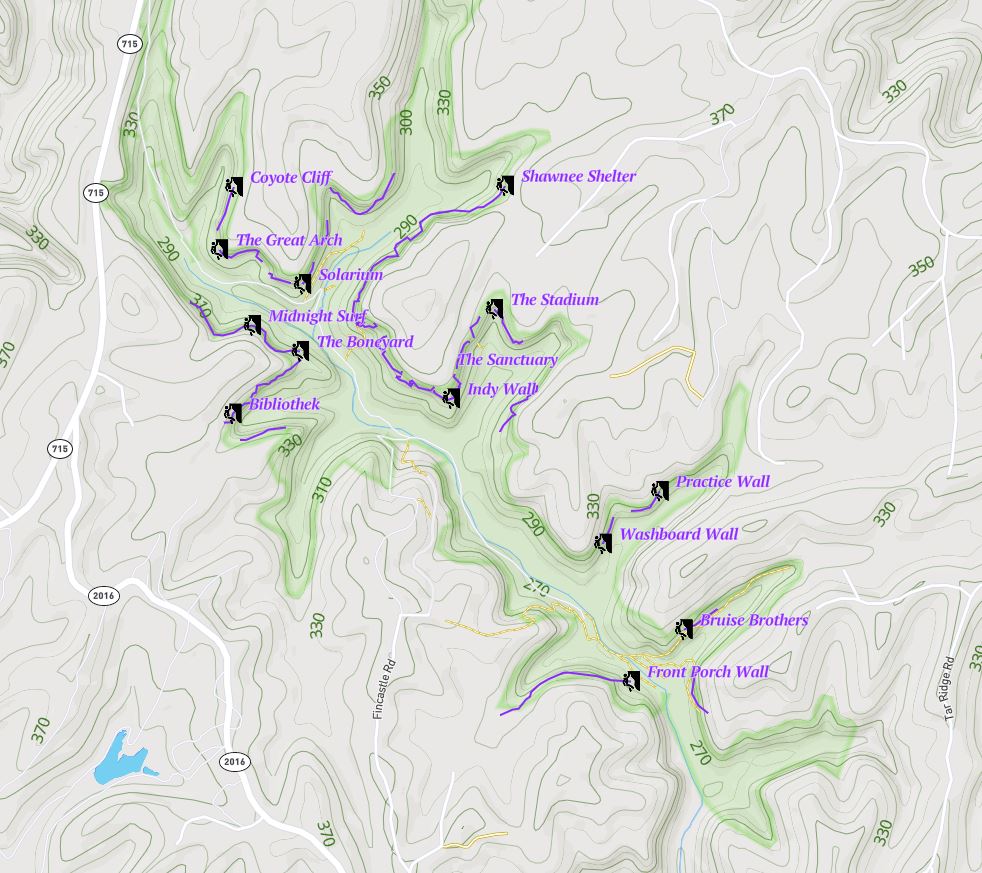 715
350
330
300
330
370
330
Coyote Cliff
Shawnee Shelter
715
290
330
The Great Arch
290
350
Solarium
310
The Stadium
Midnight Surf
The Boneyard
370
The Sanctuary
Indy Wall
Bibliothek
330
715
Practice Wall
310
330
330
290
Washboard Wall
270
2016
330
Bruise Brothers
330
Front Porch Wall
Fincastle Rd
Tar Ridge Rd
370
270
2016
370
330